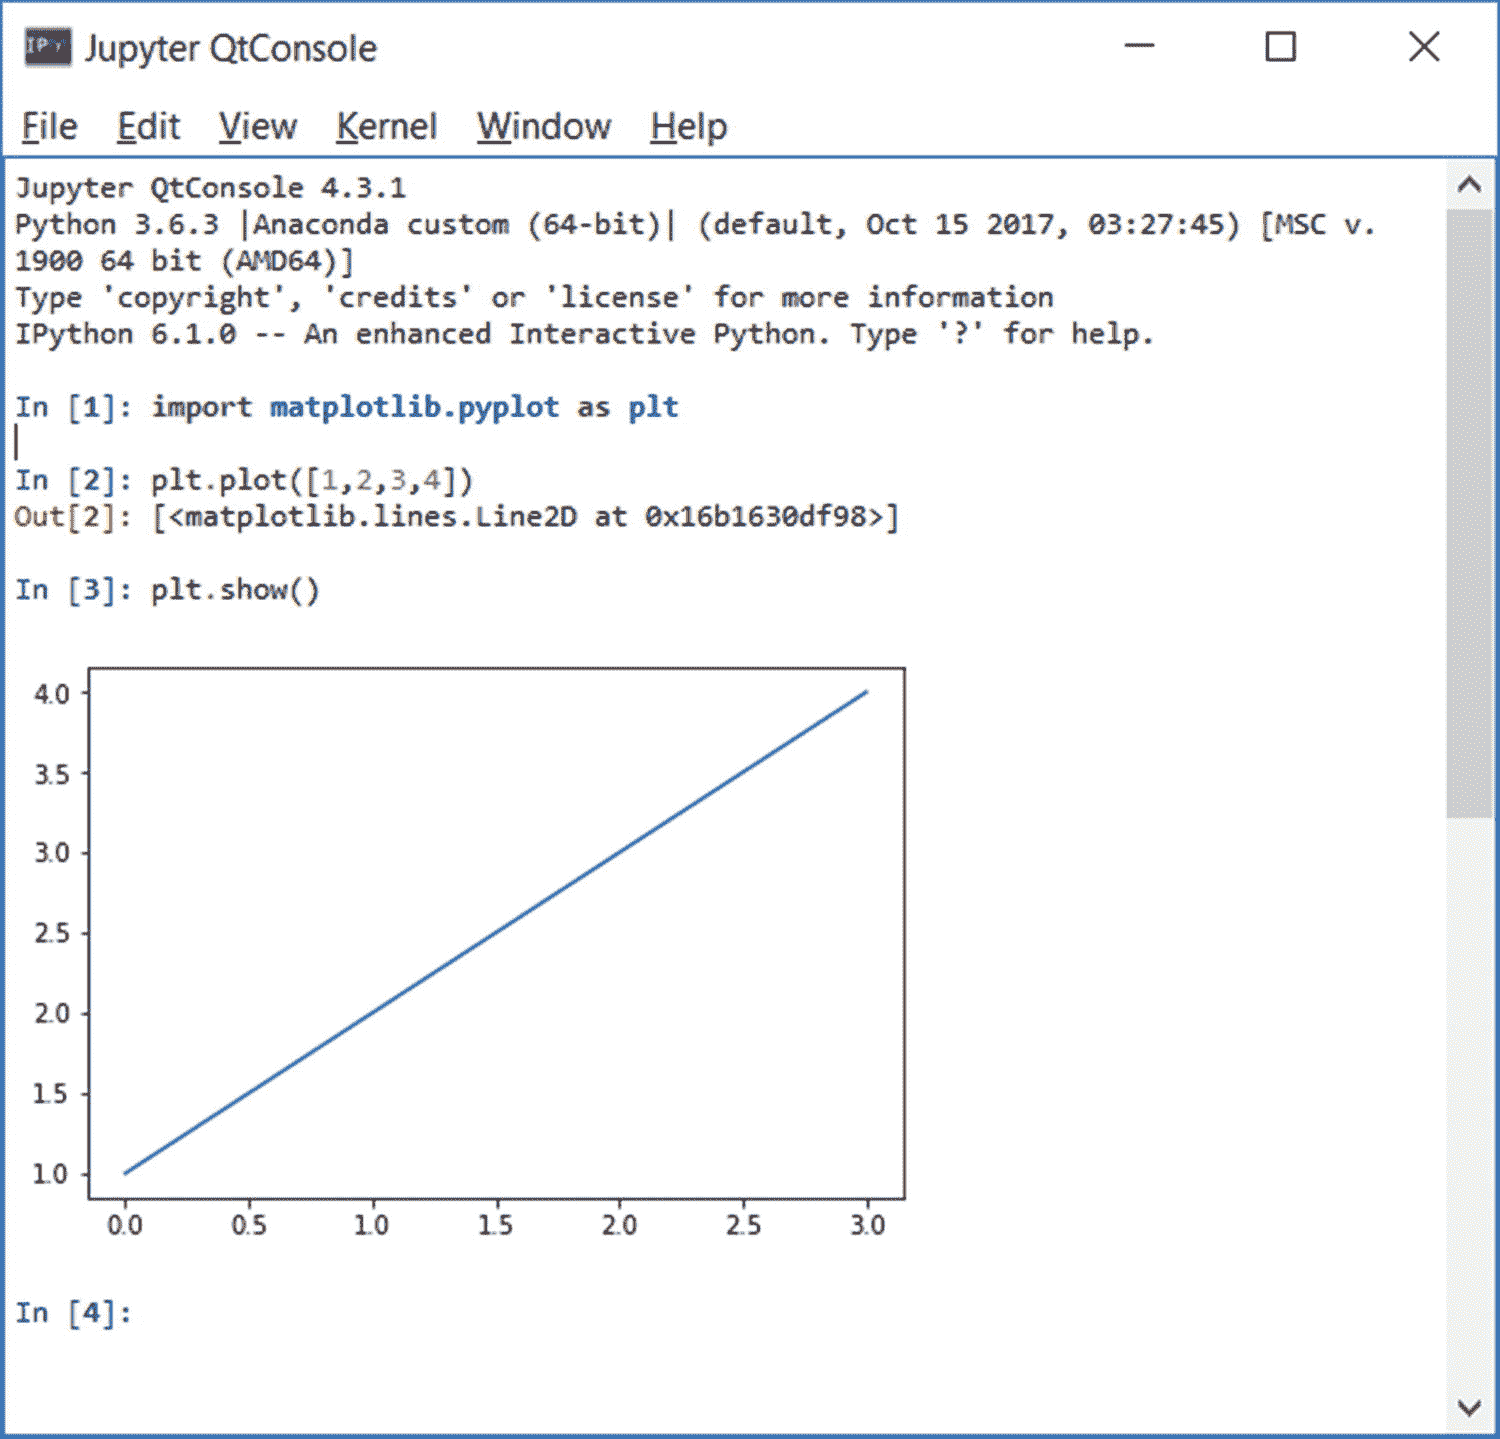 IPy Jupyter QtConsole
File Edit View Kernel Window Help
Jupyter QtConsole 4.3.1
Python 3.6.3 |Anaconda custom (64-bit)| (default, Oct 15 2017, 03:27:45) [MSC v.
1900 64 bit (AMD64)]
Type 'copyright', 'credits' or 'license' for more information
IPython 6.1.0 -- An enhanced Interactive Python. Type '?' for help.
In [1]: import matplotlib.pyplot as plt
In [2]: plt.plot([1,2,3,4])
Out[2]: [<matplotlib.lines.Line2D at 0x16b1630df98>]
In [3]: plt.show()
4.0
3.5
3.0
2.5
2.0
1.5
1.0
0.0 0.5 1.0 1.5 2.0 2.5 3.0
In [4]: